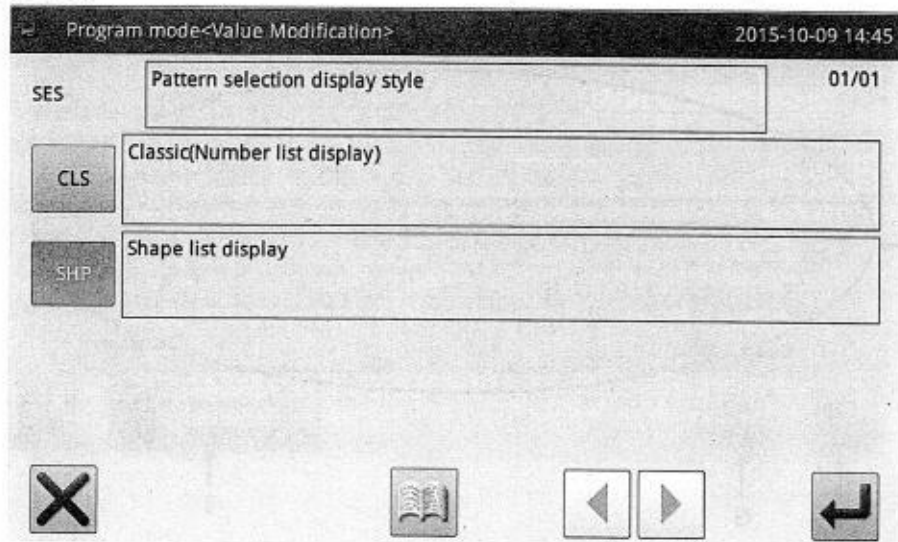 Program mode<Value Modification>
2015-10-09 14:45
SES
Pattern selection display style
01/01
CLS
Classic(Number list display)
SHP
Shape list display